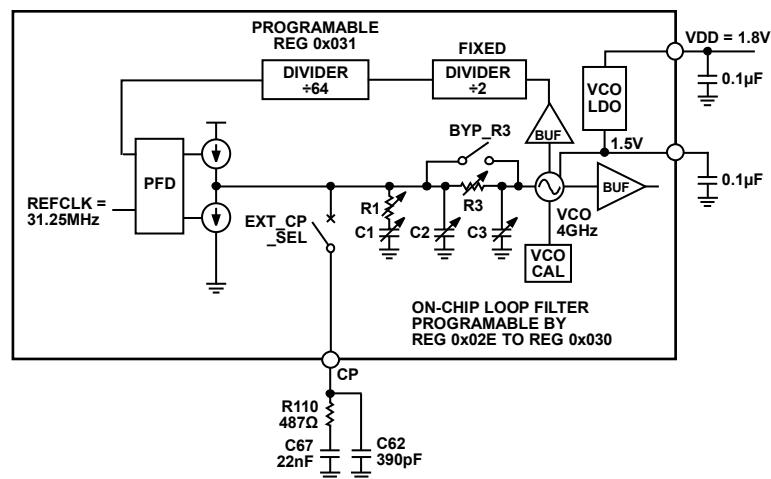 PROGRAMABLE
REG 0x031
FIXED
VDD = 1.8V
DIVIDER
÷64
DIVIDER
÷2
VCO
LDO
0.1µF
BUF
BYP_R3
1.5V
PFD
REFCLK =
31.25MHz
EXT_CP
_SEL
R1
C1
C2
R3
C3
VCO
4GHz
BUF
0.1µF
VCO
CAL
ON-CHIP LOOP FILTER
PROGRAMABLE BY
REG 0x02E TO REG 0x030
CP
R110
487Ω
C67
22nF
C62
390pF